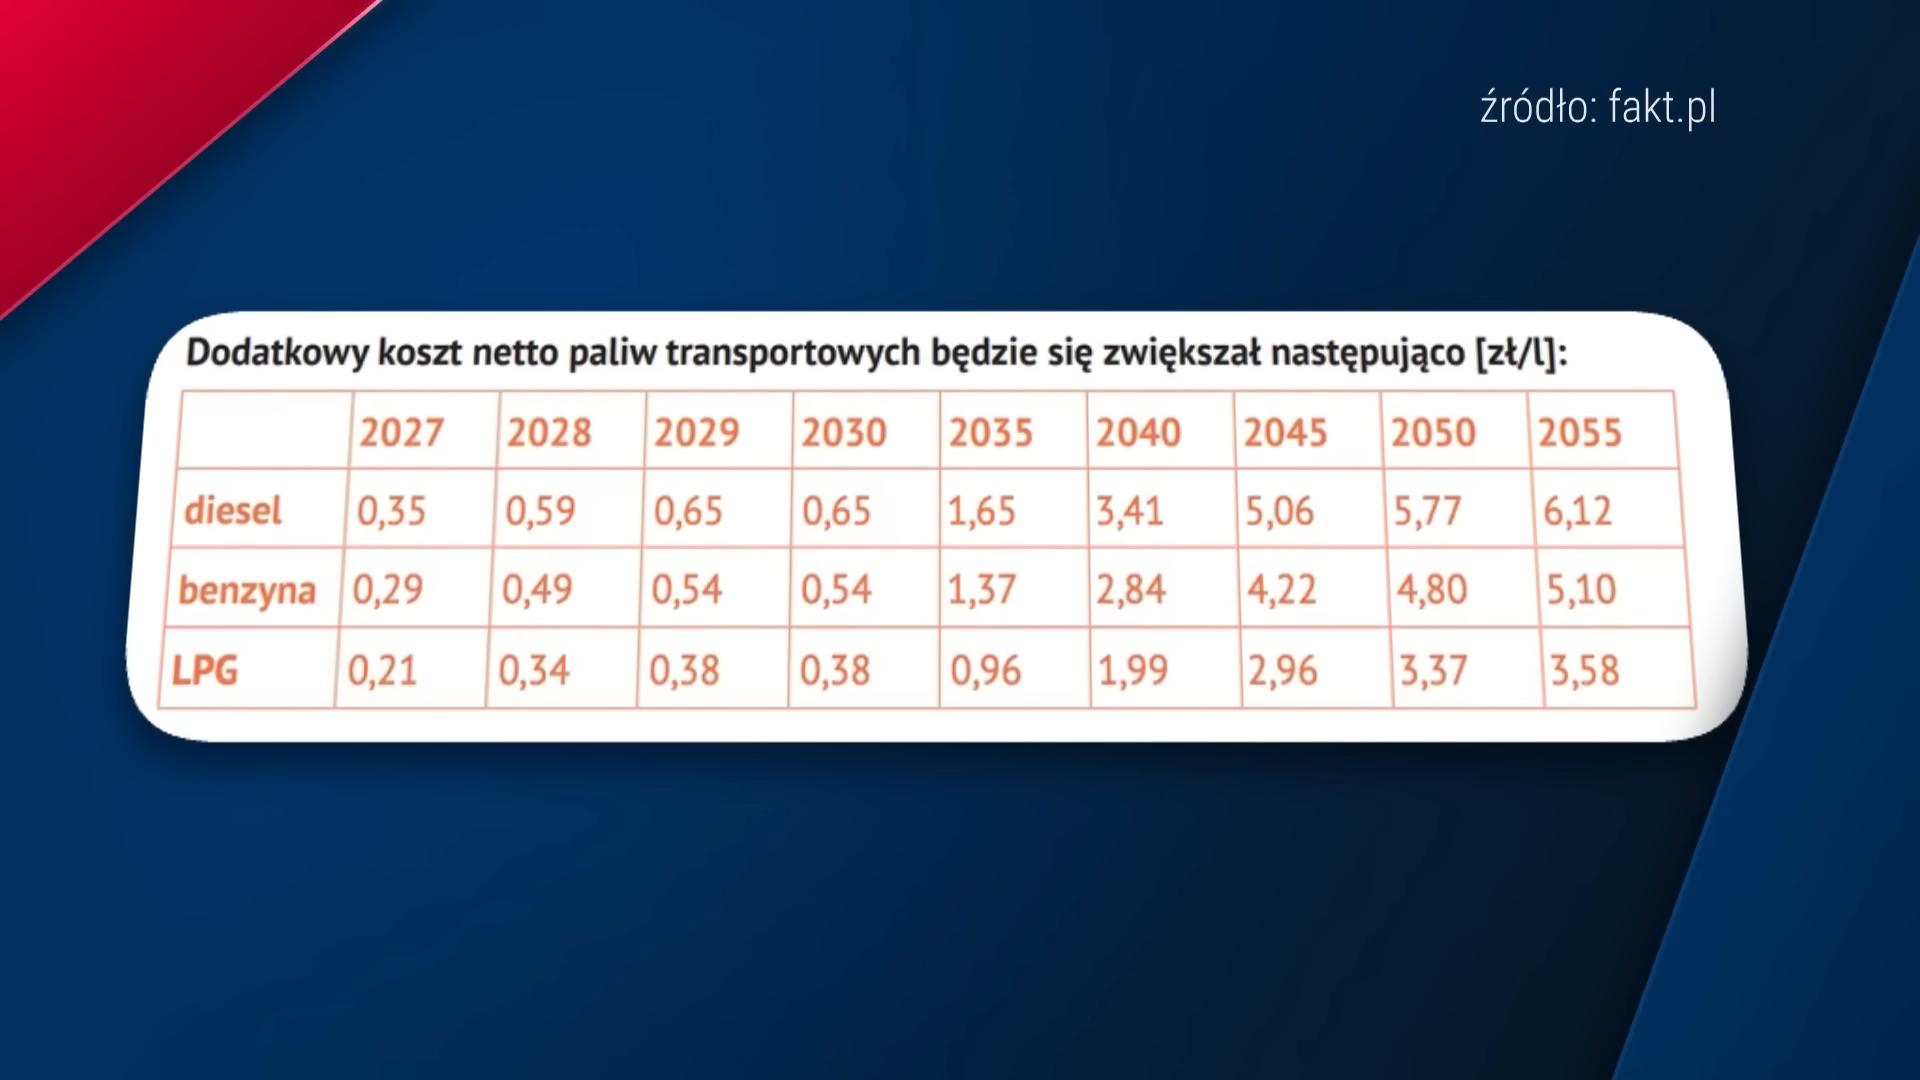 źródło: fakt.pl
Dodatkowy koszt netto paliw transportowych będzie się zwiększał następująco [zł/l]:
2027 2028 2029 2030 2035 2040 2045 2050 2055
diesel 0,35 0,59 0,65 0,65 1,65 3,41 5,06 5,77 6,12
benzyna 0,29 0,49 0,54 0,54 1,37 2,84 4,22 4,80 5,10
LPG 0,21 0,34 0,38 0,38 0,96 1,99 2,96 3,37 3,58